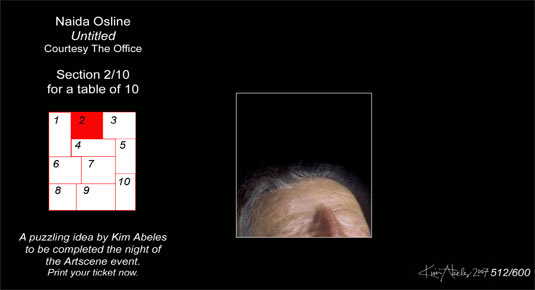 Naida Osline
Untitled
Courtesy The Office
Section 2/10
for a table of 10
1 2 3
4 5
6 7
8 9 10
A puzzling idea by Kim Abeles
to be completed the night of
the Artscene event.
Print your ticket now.
Kim Abeles 2007 512/600